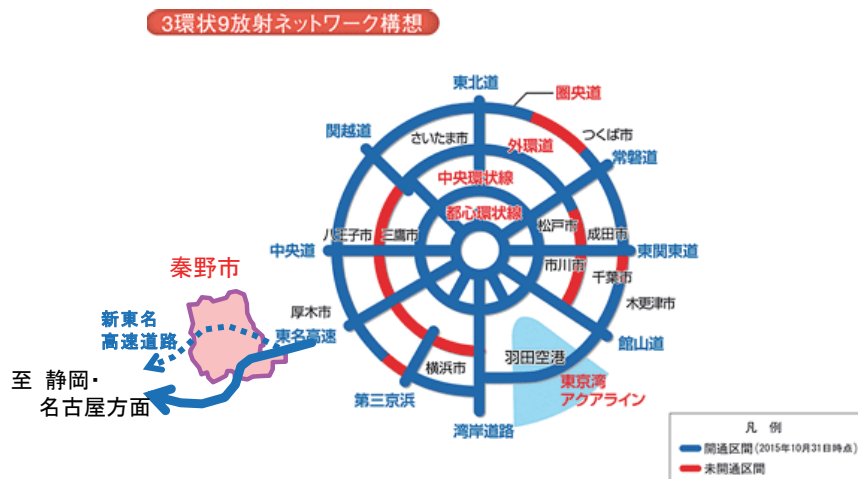 3環状9放射ネットワーク構想
東北道
圏央道
関越道
さいたま市
外環道
つくば市
常磐道
中央環状線
都心環状線
松戸市
成田市
八王子市
三鷹市
中央道
東関東道
市川市
千葉市
秦野市
厚木市
木更津市
新東名
高速道路
東名高速
館山道
羽田空港
横浜市
至 静岡・
名古屋方面
第三京浜
東京湾
アクアライン
湾岸道路
凡 例
開通区間(2015年10月31日時点)
未開通区間